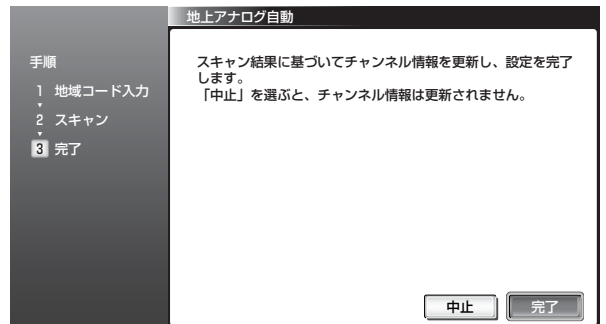 地上アナログ自動
手順
1 地域コード入力
2 スキャン
3 完了
スキャン結果に基づいてチャンネル情報を更新し、設定を完了
します。
「中止」を選ぶと、チャンネル情報は更新されません。
中止 完了